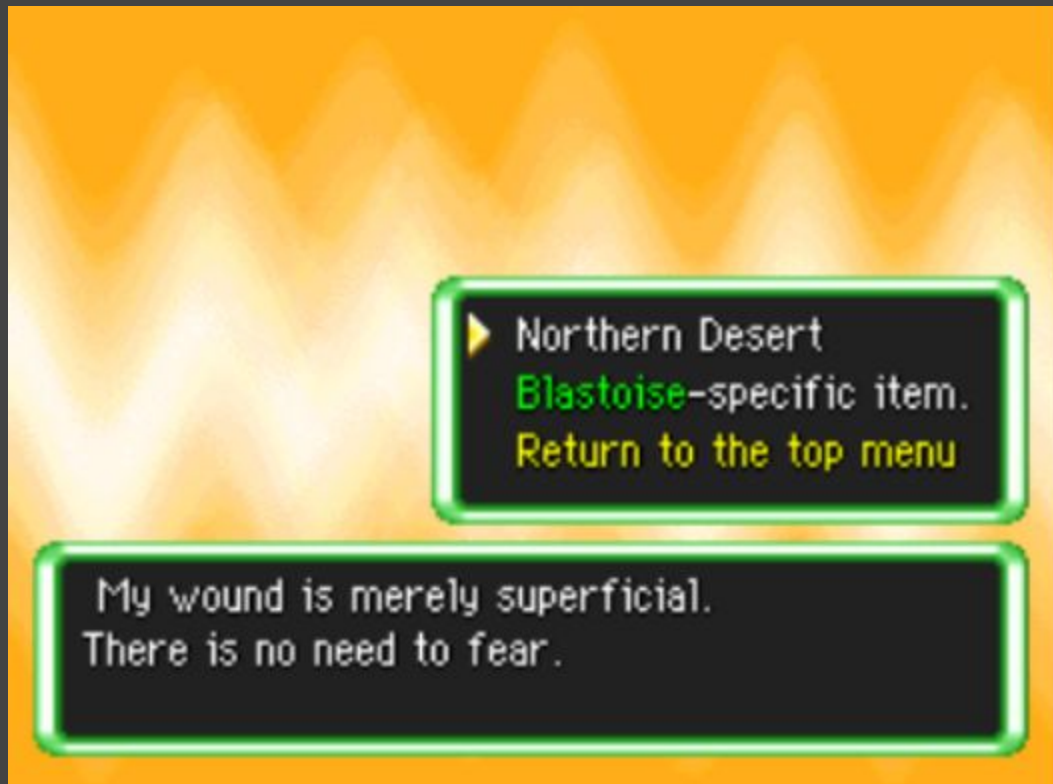 Northern Desert
Blastoise-specific item.
Return to the top menu
My wound is merely superficial.
There is no need to fear.